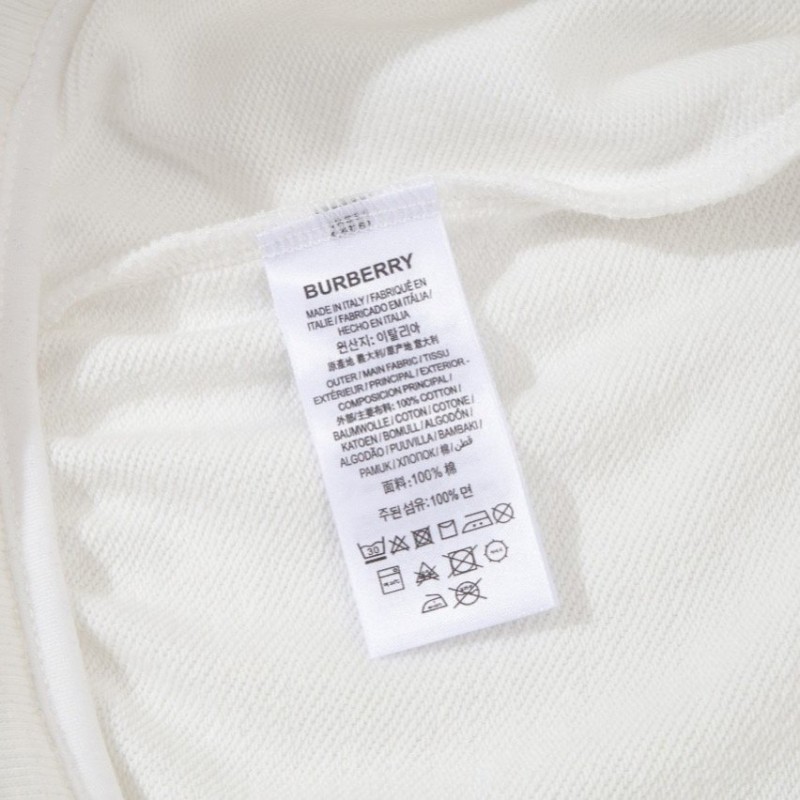 BURBERRY
MADE IN ITALY / FABRIQUÉ EN
ITALIE / FABRICADO EM ITÁLIA /
HECHO EN ITALIA
원산지: 이탈리아
原產地 義大利/原产地 意大利
OUTER / MAIN FABRIC / TISSU
EXTÉRIEUR / PRINCIPAL / EXTERIOR -
COMPOSICION PRINCIPAL /
外部/主要布料: 100% COTTON /
BAUMWOLLE / COTON / COTONE /
KATOEN / BOMULL / ALGODÓN /
ALGODÃO / PUUVILLA / BAMBAKI /
PAMUK / ХЛОПОК / 棉 / قطن
面料: 100% 棉
주된 섬유: 100% 면
30